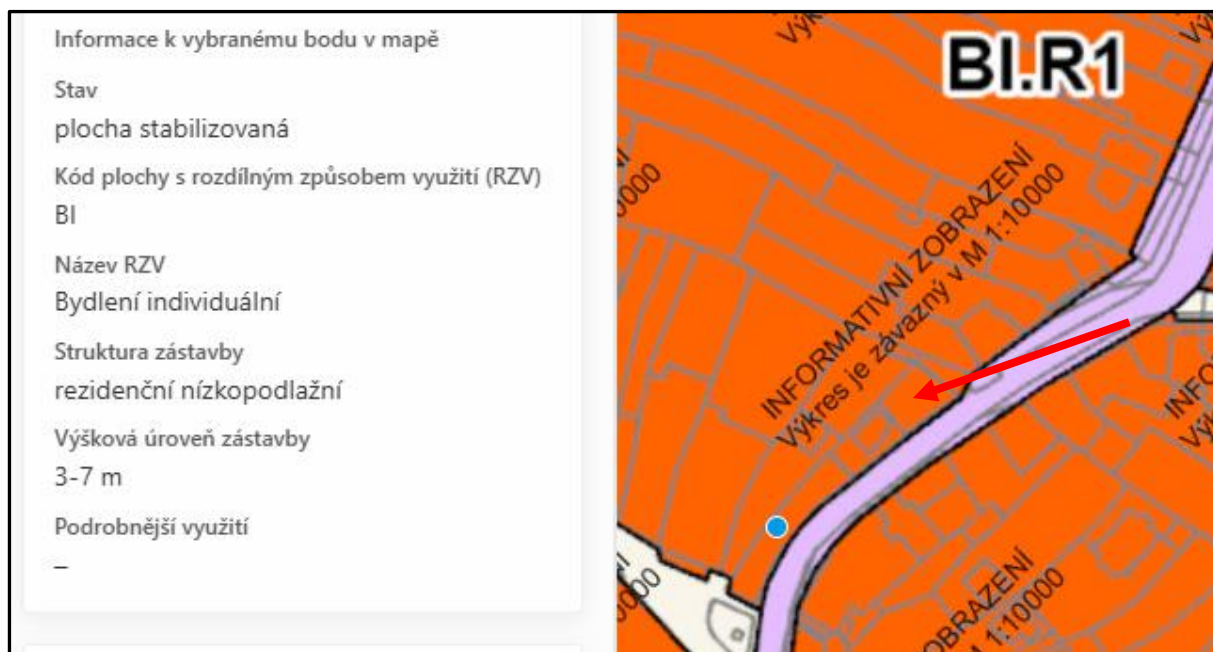 Informace k vybranému bodu v mapě
Stav
plocha stabilizovaná
Kód plochy s rozdílným způsobem využití (RZV)
BI
Název RZV
Bydlení individuální
Struktura zástavby
rezidenční nízkopodlažní
Výšková úroveň zástavby
3-7 m
Podrobnější využití
–
BI.R1
INFORMATIVNÍ ZOBRAZENÍ
Výkres je závazný v M 1:10000